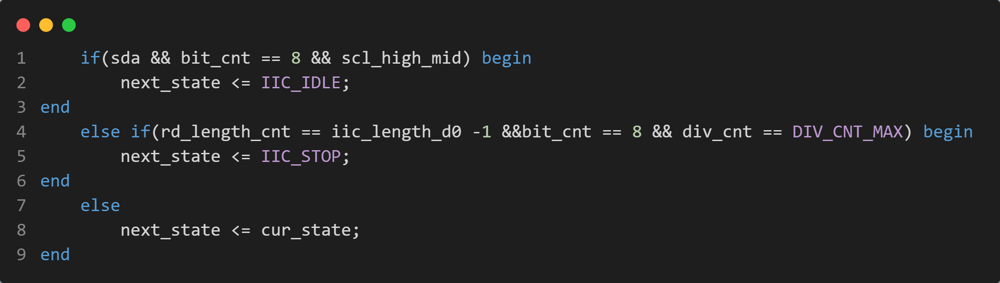 1     if(sda && bit_cnt == 8 && scl_high_mid) begin
2         next_state <= IIC_IDLE;
3 end
4     else if(rd_length_cnt == iic_length_d0 -1 &&bit_cnt == 8 && div_cnt == DIV_CNT_MAX) begin
5         next_state <= IIC_STOP;
6 end
7     else
8         next_state <= cur_state;
9 end